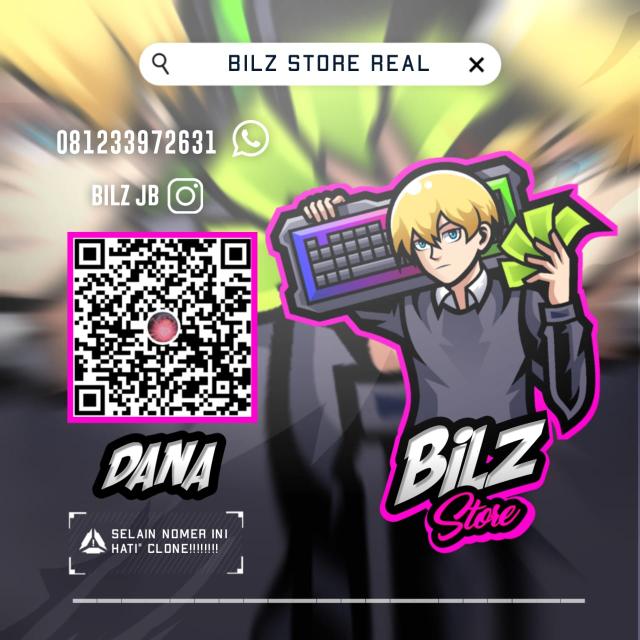 BILZ STORE REAL
081233972631
BILZ JB
DANA
SELAIN NOMER INI
HATI" CLONE!!!!!!!!
BiLZ
Store